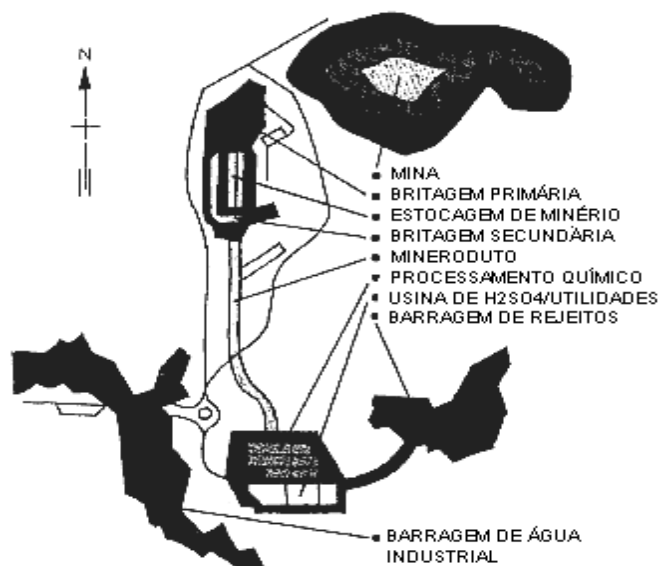 N
MINA
BRITAGEM PRIMÁRIA
ESTOCAGEM DE MINÉRIO
BRITAGEM SECUNDÀRIA
MINERODUTO
PROCESSAMENTO QUÍMICO
USINA DE H2SO4/UTILIDADES
BARRAGEM DE REJEITOS
BARRAGEM DE ÁGUA
INDUSTRIAL